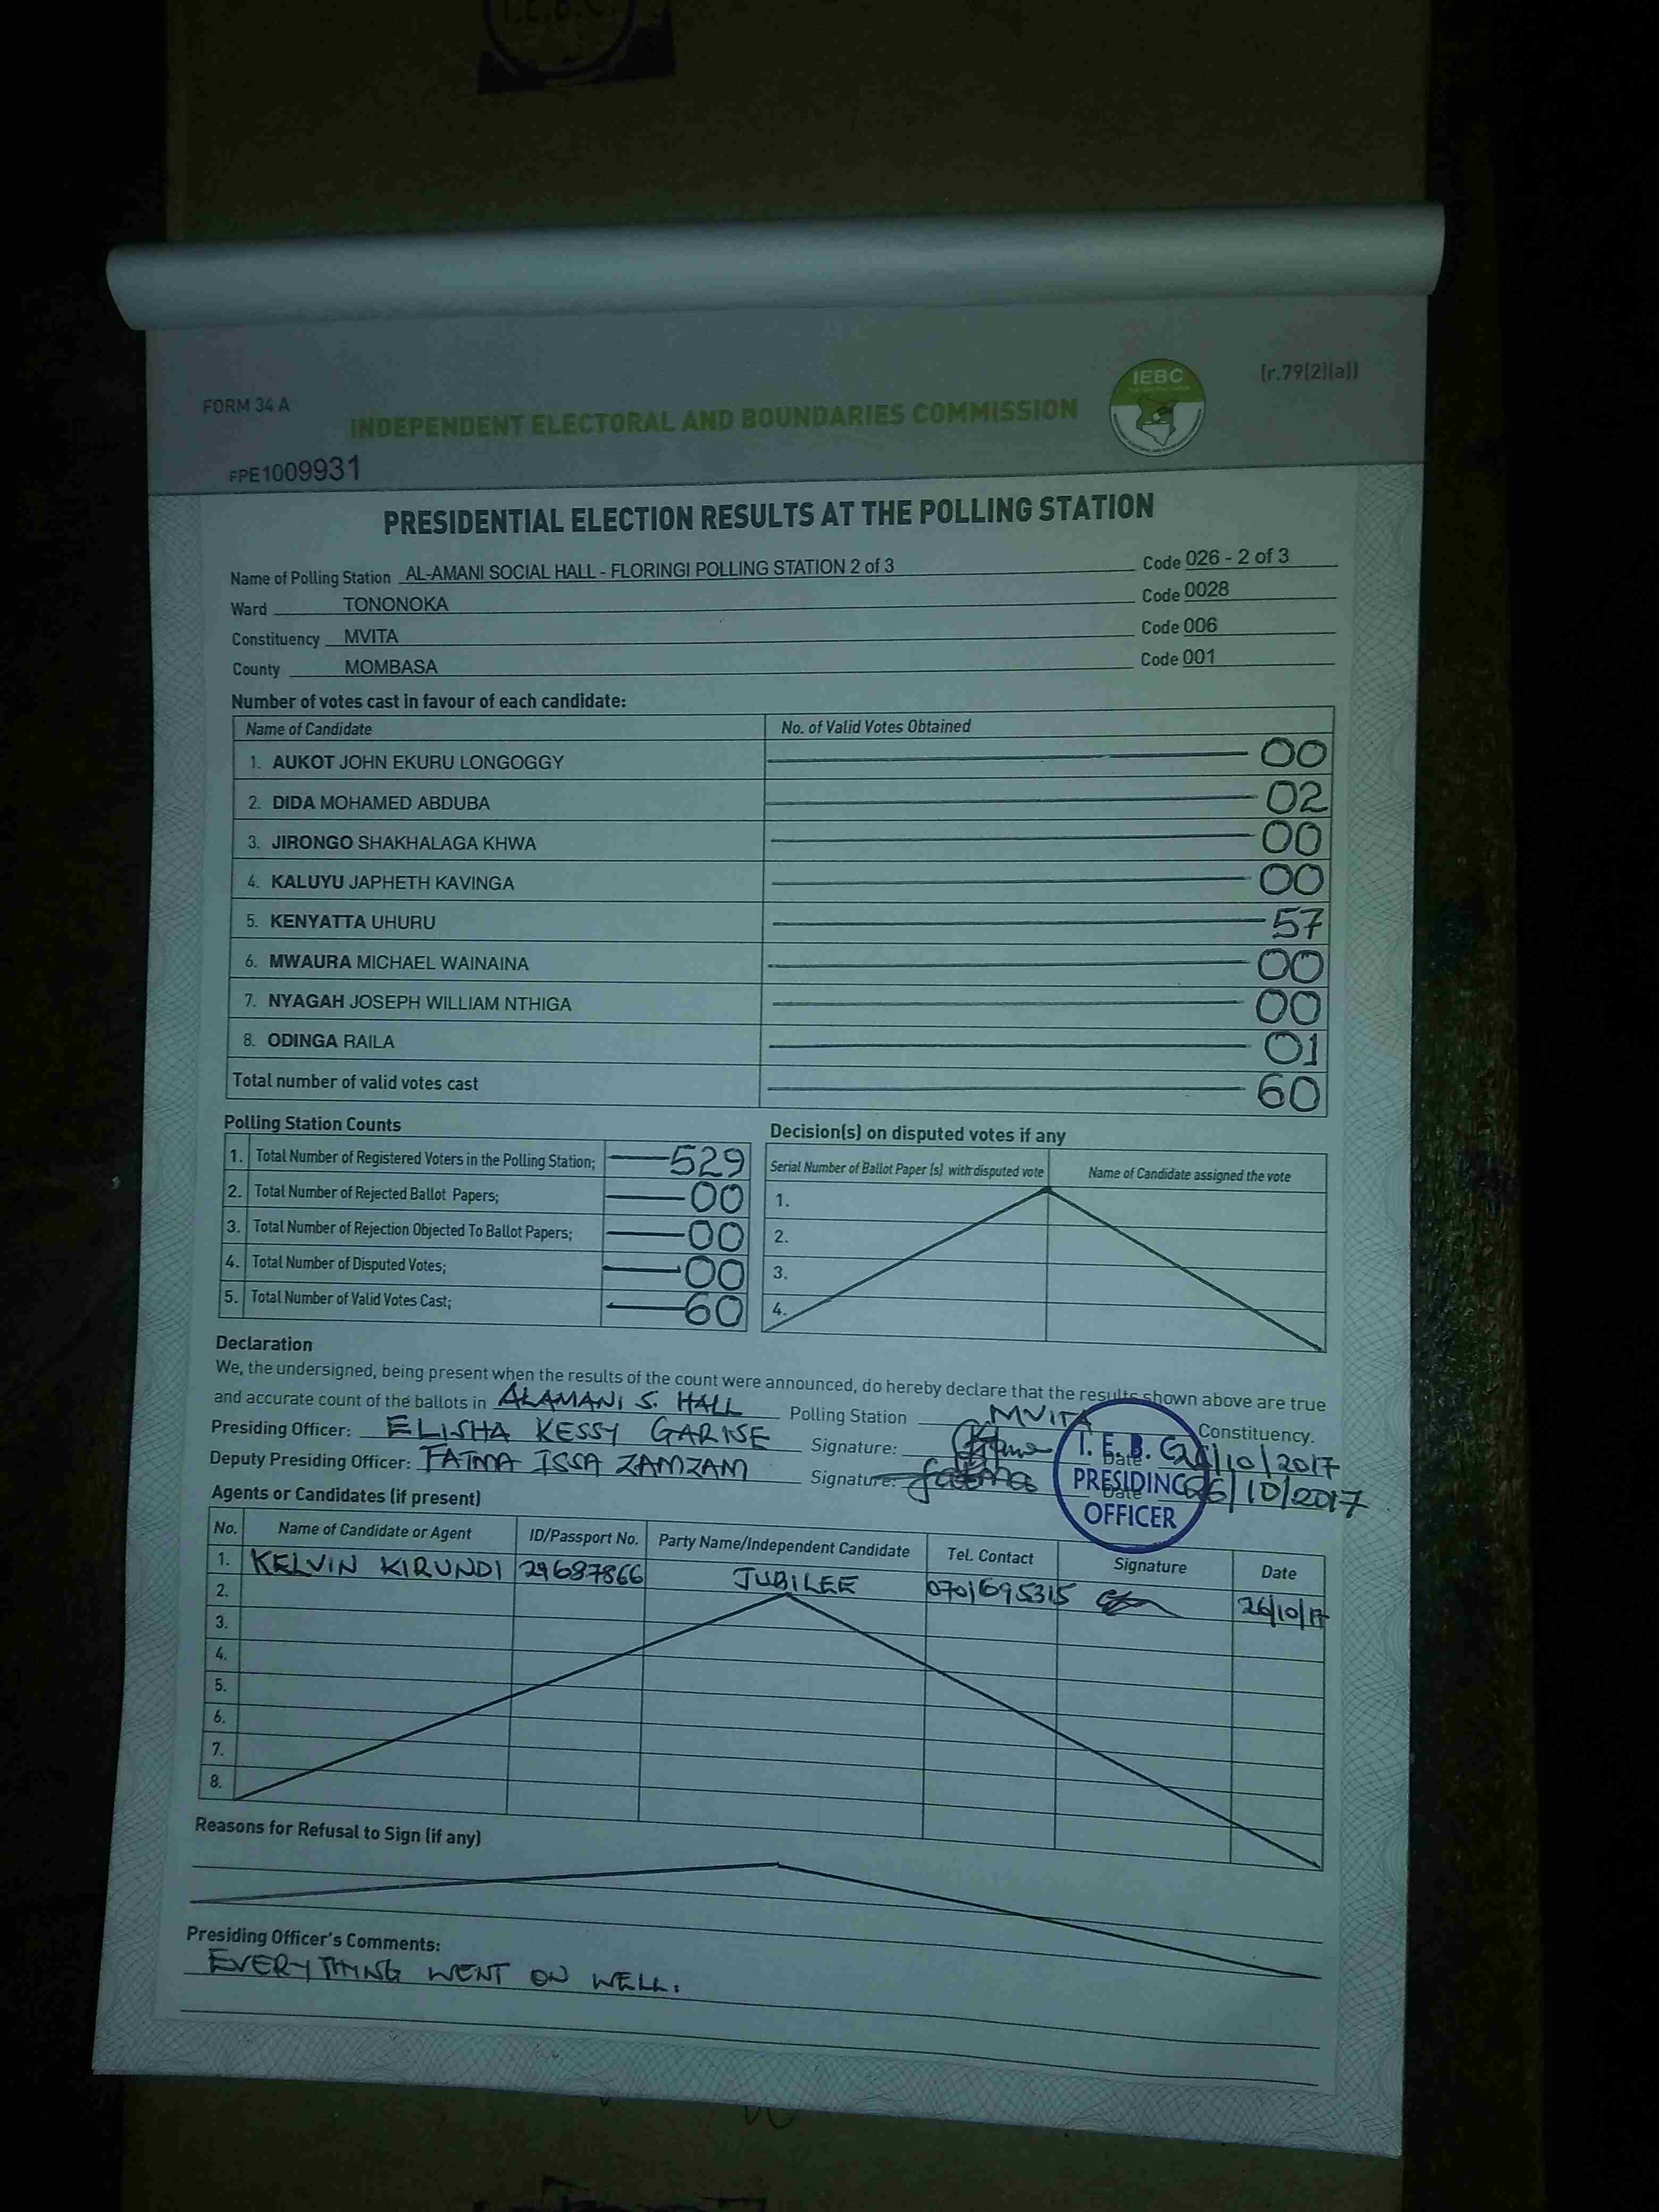 I.E.B.C.
FORM 34 A
(r.79(2)(a))
INDEPENDENT ELECTORAL AND BOUNDARIES COMMISSION
IEBC
FPE1009931
PRESIDENTIAL ELECTION RESULTS AT THE POLLING STATION
Name of Polling Station AL-AMANI SOCIAL HALL - FLORINGI POLLING STATION 2 of 3 Code 026 - 2 of 3
Ward TONONOKA Code 0028
Constituency MVITA Code 006
County MOMBASA Code 001
Number of votes cast in favour of each candidate:
Name of Candidate No. of Valid Votes Obtained
1. AUKOT JOHN EKURU LONGOGGY 00
2. DIDA MOHAMED ABDUBA 02
3. JIRONGO SHAKHALAGA KHWA 00
4. KALUYU JAPHETH KAVINGA 00
5. KENYATTA UHURU 57
6. MWAURA MICHAEL WAINAINA 00
7. NYAGAH JOSEPH WILLIAM NTHIGA 00
8. ODINGA RAILA 01
Total number of valid votes cast 60
Polling Station Counts
1. Total Number of Registered Voters in the Polling Station; 529
2. Total Number of Rejected Ballot Papers; 00
3. Total Number of Rejection Objected To Ballot Papers; 00
4. Total Number of Disputed Votes; 00
5. Total Number of Valid Votes Cast; 60
Decision(s) on disputed votes if any
Serial Number of Ballot Paper (s) with disputed vote Name of Candidate assigned the vote
1.
2.
3.
4.
Declaration
We, the undersigned, being present when the results of the count were announced, do hereby declare that the results shown above are true
and accurate count of the ballots in ALAMANI S. HALL Polling Station MVITA Constituency.
Presiding Officer: ELISHA KESSY GARISE Signature: Date 26/10/2017
Deputy Presiding Officer: FATMA ISSA ZAMZAM Signature: Date 26/10/2017
I.E.B.C
PRESIDING
OFFICER
Agents or Candidates (if present)
No. Name of Candidate or Agent ID/Passport No. Party Name/Independent Candidate Tel. Contact Signature Date
1. KELVIN KIRUNDI 29687866 JUBILEE 0701695315 26/10/17
2.
3.
4.
5.
6.
7.
8.
Reasons for Refusal to Sign (if any)
Presiding Officer's Comments:
EVERYTHING WENT ON WELL.